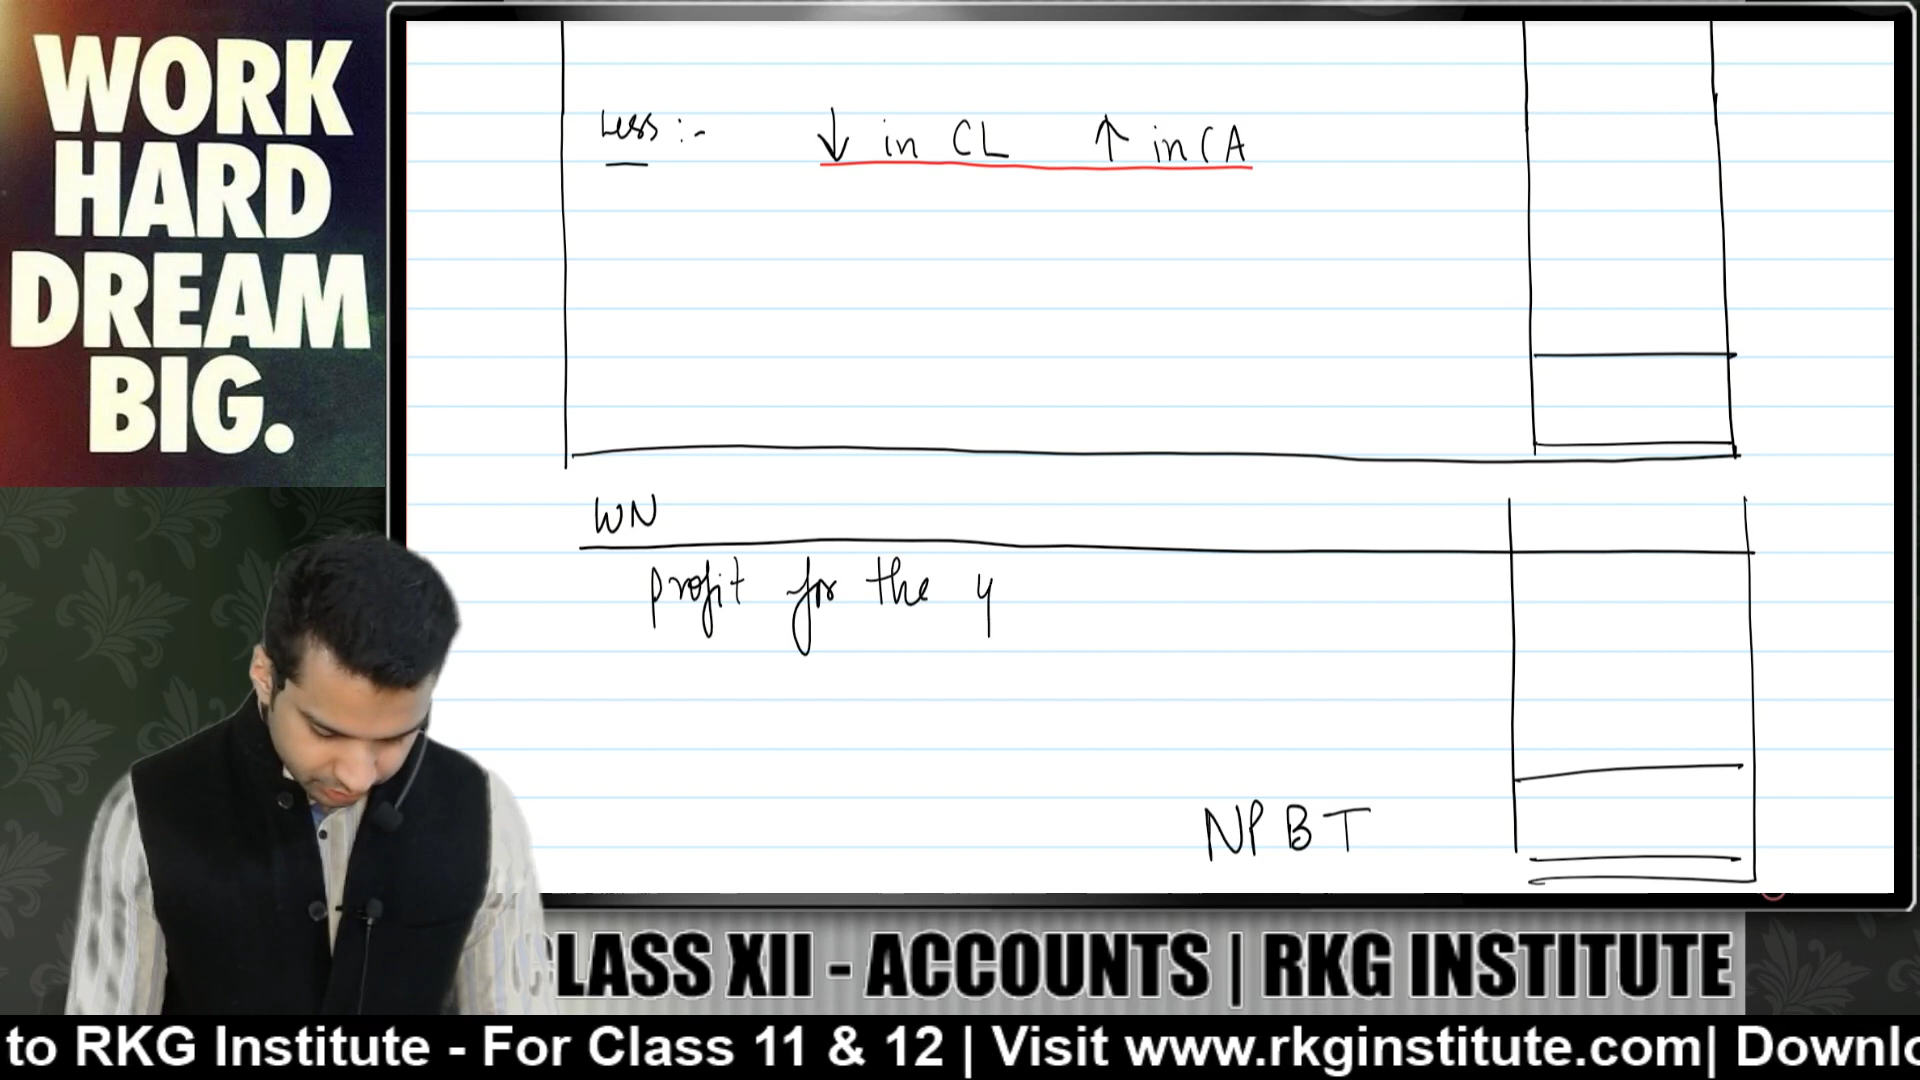 WORK
HARD
DREAM
BIG.
Less :- ↓ in CL ↑ in CA
WN
Profit for the y
NPBT
CLASS XII - ACCOUNTS | RKG INSTITUTE
to RKG Institute - For Class 11 & 12 | Visit www.rkginstitute.com| Downlo